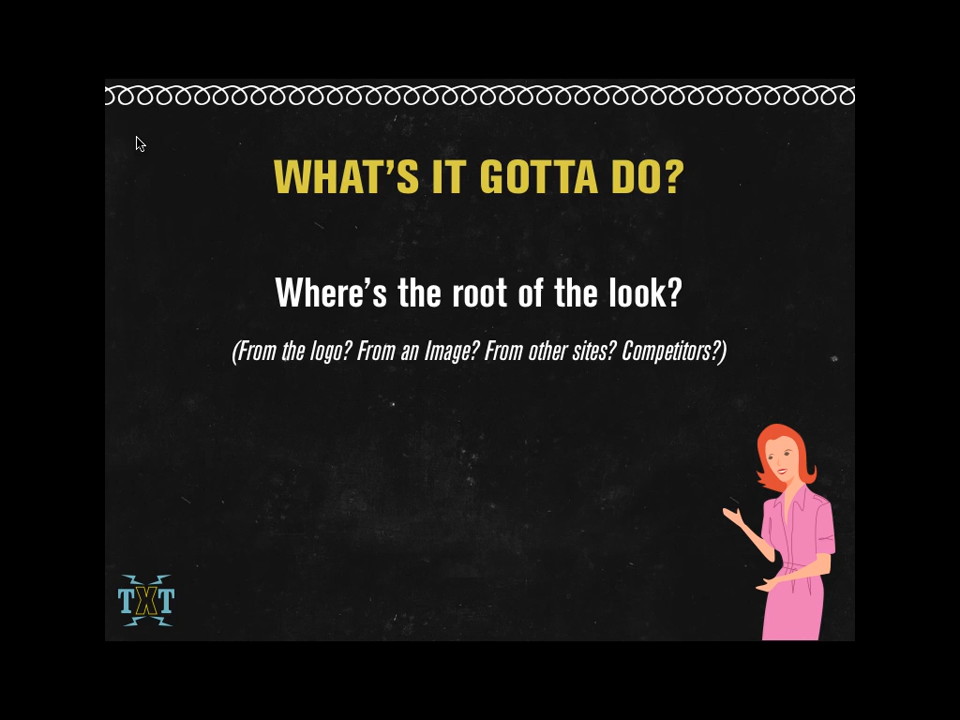 WHAT'S IT GOTTA DO?
Where's the root of the look?
(From the logo? From an Image? From other sites? Competitors?)
TXT